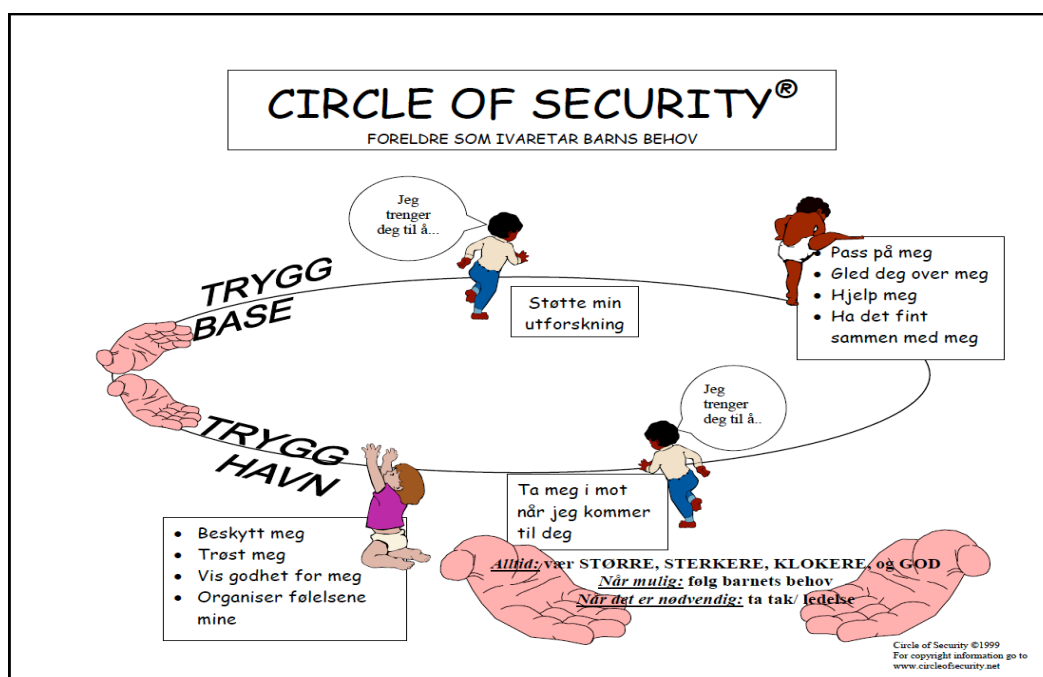 CIRCLE OF SECURITY®
FORELDRE SOM IVARETAR BARNS BEHOV
Jeg
trenger
deg til å...
TRYGG
BASE
Støtte min
utforskning
• Pass på meg
• Gled deg over meg
• Hjelp meg
• Ha det fint
sammen med meg
Jeg
trenger
deg til å..
TRYGG
HAVN
Ta meg i mot
når jeg kommer
til deg
• Beskytt meg
• Trøst meg
• Vis godhet for meg
• Organiser følelsene
mine
Alltid: vær STØRRE, STERKERE, KLOKERE, og GOD
Når mulig: følg barnets behov
Når det er nødvendig: ta tak/ ledelse
Circle of Security ©1999
For copyright information go to
www.circleofsecurity.net